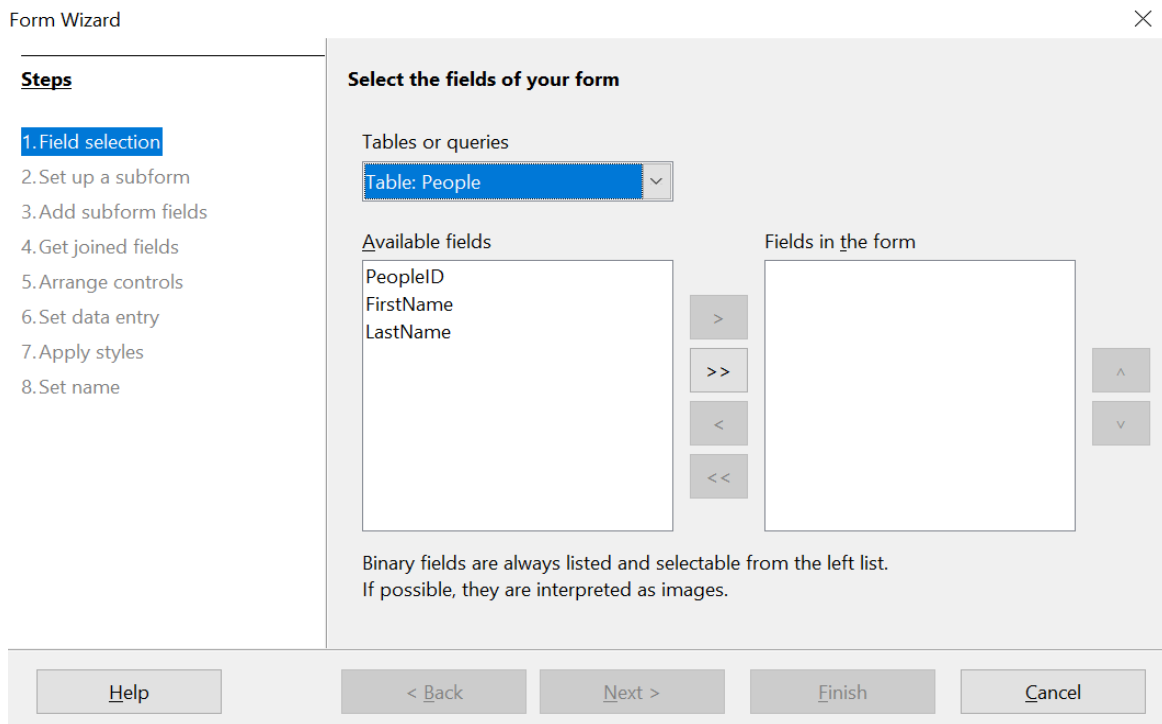 Form Wizard
Steps
1.Field selection
2.Set up a subform
3.Add subform fields
4.Get joined fields
5.Arrange controls
6.Set data entry
7.Apply styles
8.Set name
Select the fields of your form
Tables or queries
Table: People
Available fields
PeopleID
FirstName
LastName
>
>>
<
<<
Fields in the form
^
v
Binary fields are always listed and selectable from the left list.
If possible, they are interpreted as images.
Help
< Back
Next >
Finish
Cancel